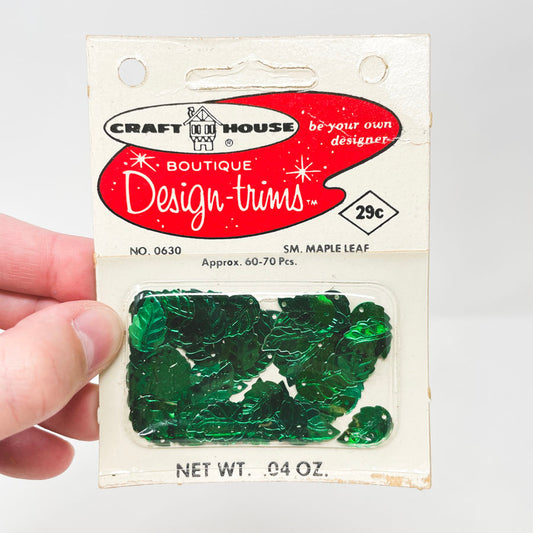 CRAFT HOUSE
®
be your own
designer
BOUTIQUE
Design-trims™
29c
NO. 0630 SM. MAPLE LEAF
Approx. 60-70 Pcs.
NET WT. .04 OZ.